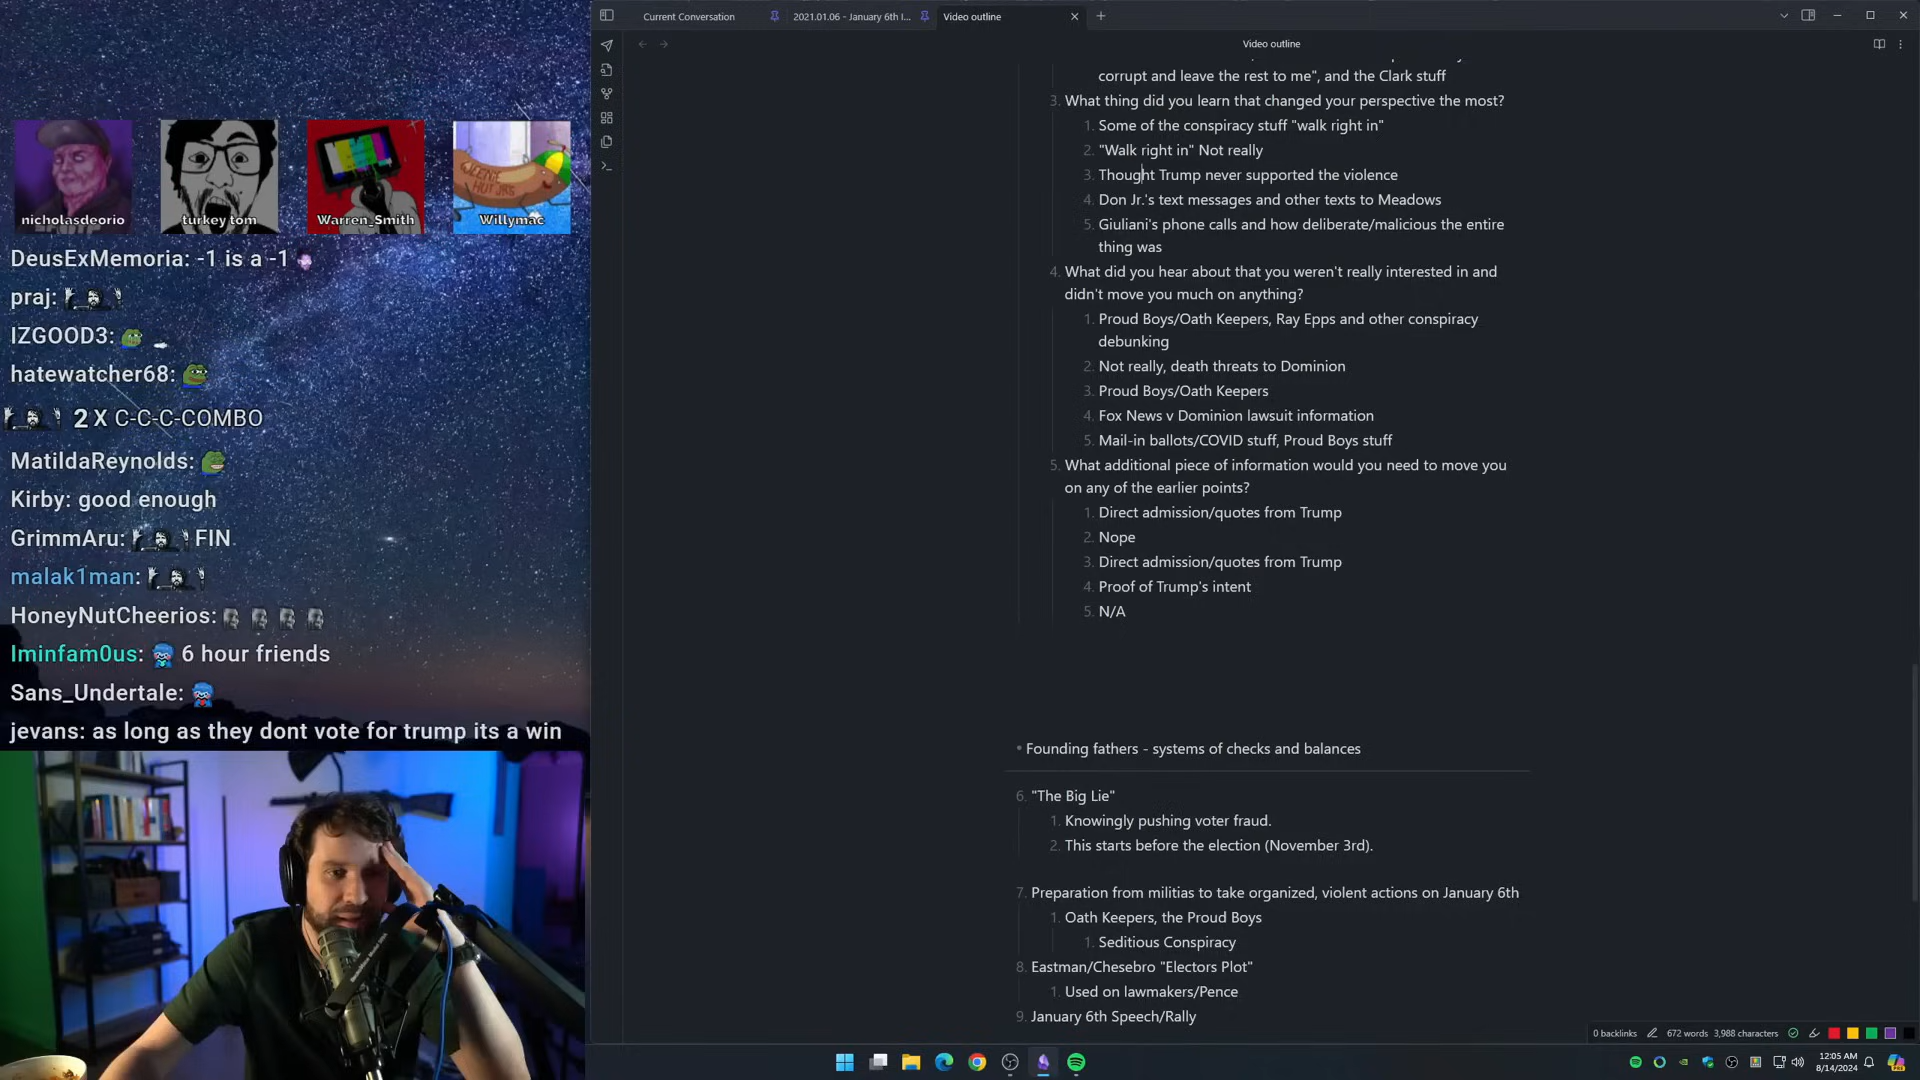 Current Conversation
2021.01.06 - January 6th I...
Video outline
Video outline
nicholasdeorio
turkey tom
Warren_Smith
WEENIE HUT JRS
Willymac
DeusExMemoria: -1 is a -1
praj:
IZGOOD3:
hatewatcher68:
2 X C-C-C-COMBO
MatildaReynolds:
Kirby: good enough
GrimmAru: FIN
malak1man:
HoneyNutCheerios:
Iminfam0us: 6 hour friends
Sans_Undertale:
jevans: as long as they dont vote for trump its a win
corrupt and leave the rest to me", and the Clark stuff
3. What thing did you learn that changed your perspective the most?
1. Some of the conspiracy stuff "walk right in"
2. "Walk right in" Not really
3. Thought Trump never supported the violence
4. Don Jr.'s text messages and other texts to Meadows
5. Giuliani's phone calls and how deliberate/malicious the entire
thing was
4. What did you hear about that you weren't really interested in and
didn't move you much on anything?
1. Proud Boys/Oath Keepers, Ray Epps and other conspiracy
debunking
2. Not really, death threats to Dominion
3. Proud Boys/Oath Keepers
4. Fox News v Dominion lawsuit information
5. Mail-in ballots/COVID stuff, Proud Boys stuff
5. What additional piece of information would you need to move you
on any of the earlier points?
1. Direct admission/quotes from Trump
2. Nope
3. Direct admission/quotes from Trump
4. Proof of Trump's intent
5. N/A
• Founding fathers - systems of checks and balances
6. "The Big Lie"
1. Knowingly pushing voter fraud.
2. This starts before the election (November 3rd).
7. Preparation from militias to take organized, violent actions on January 6th
1. Oath Keepers, the Proud Boys
1. Seditious Conspiracy
8. Eastman/Chesebro "Electors Plot"
1. Used on lawmakers/Pence
9. January 6th Speech/Rally
0 backlinks
672 words 3,988 characters
12:05 AM
8/14/2024